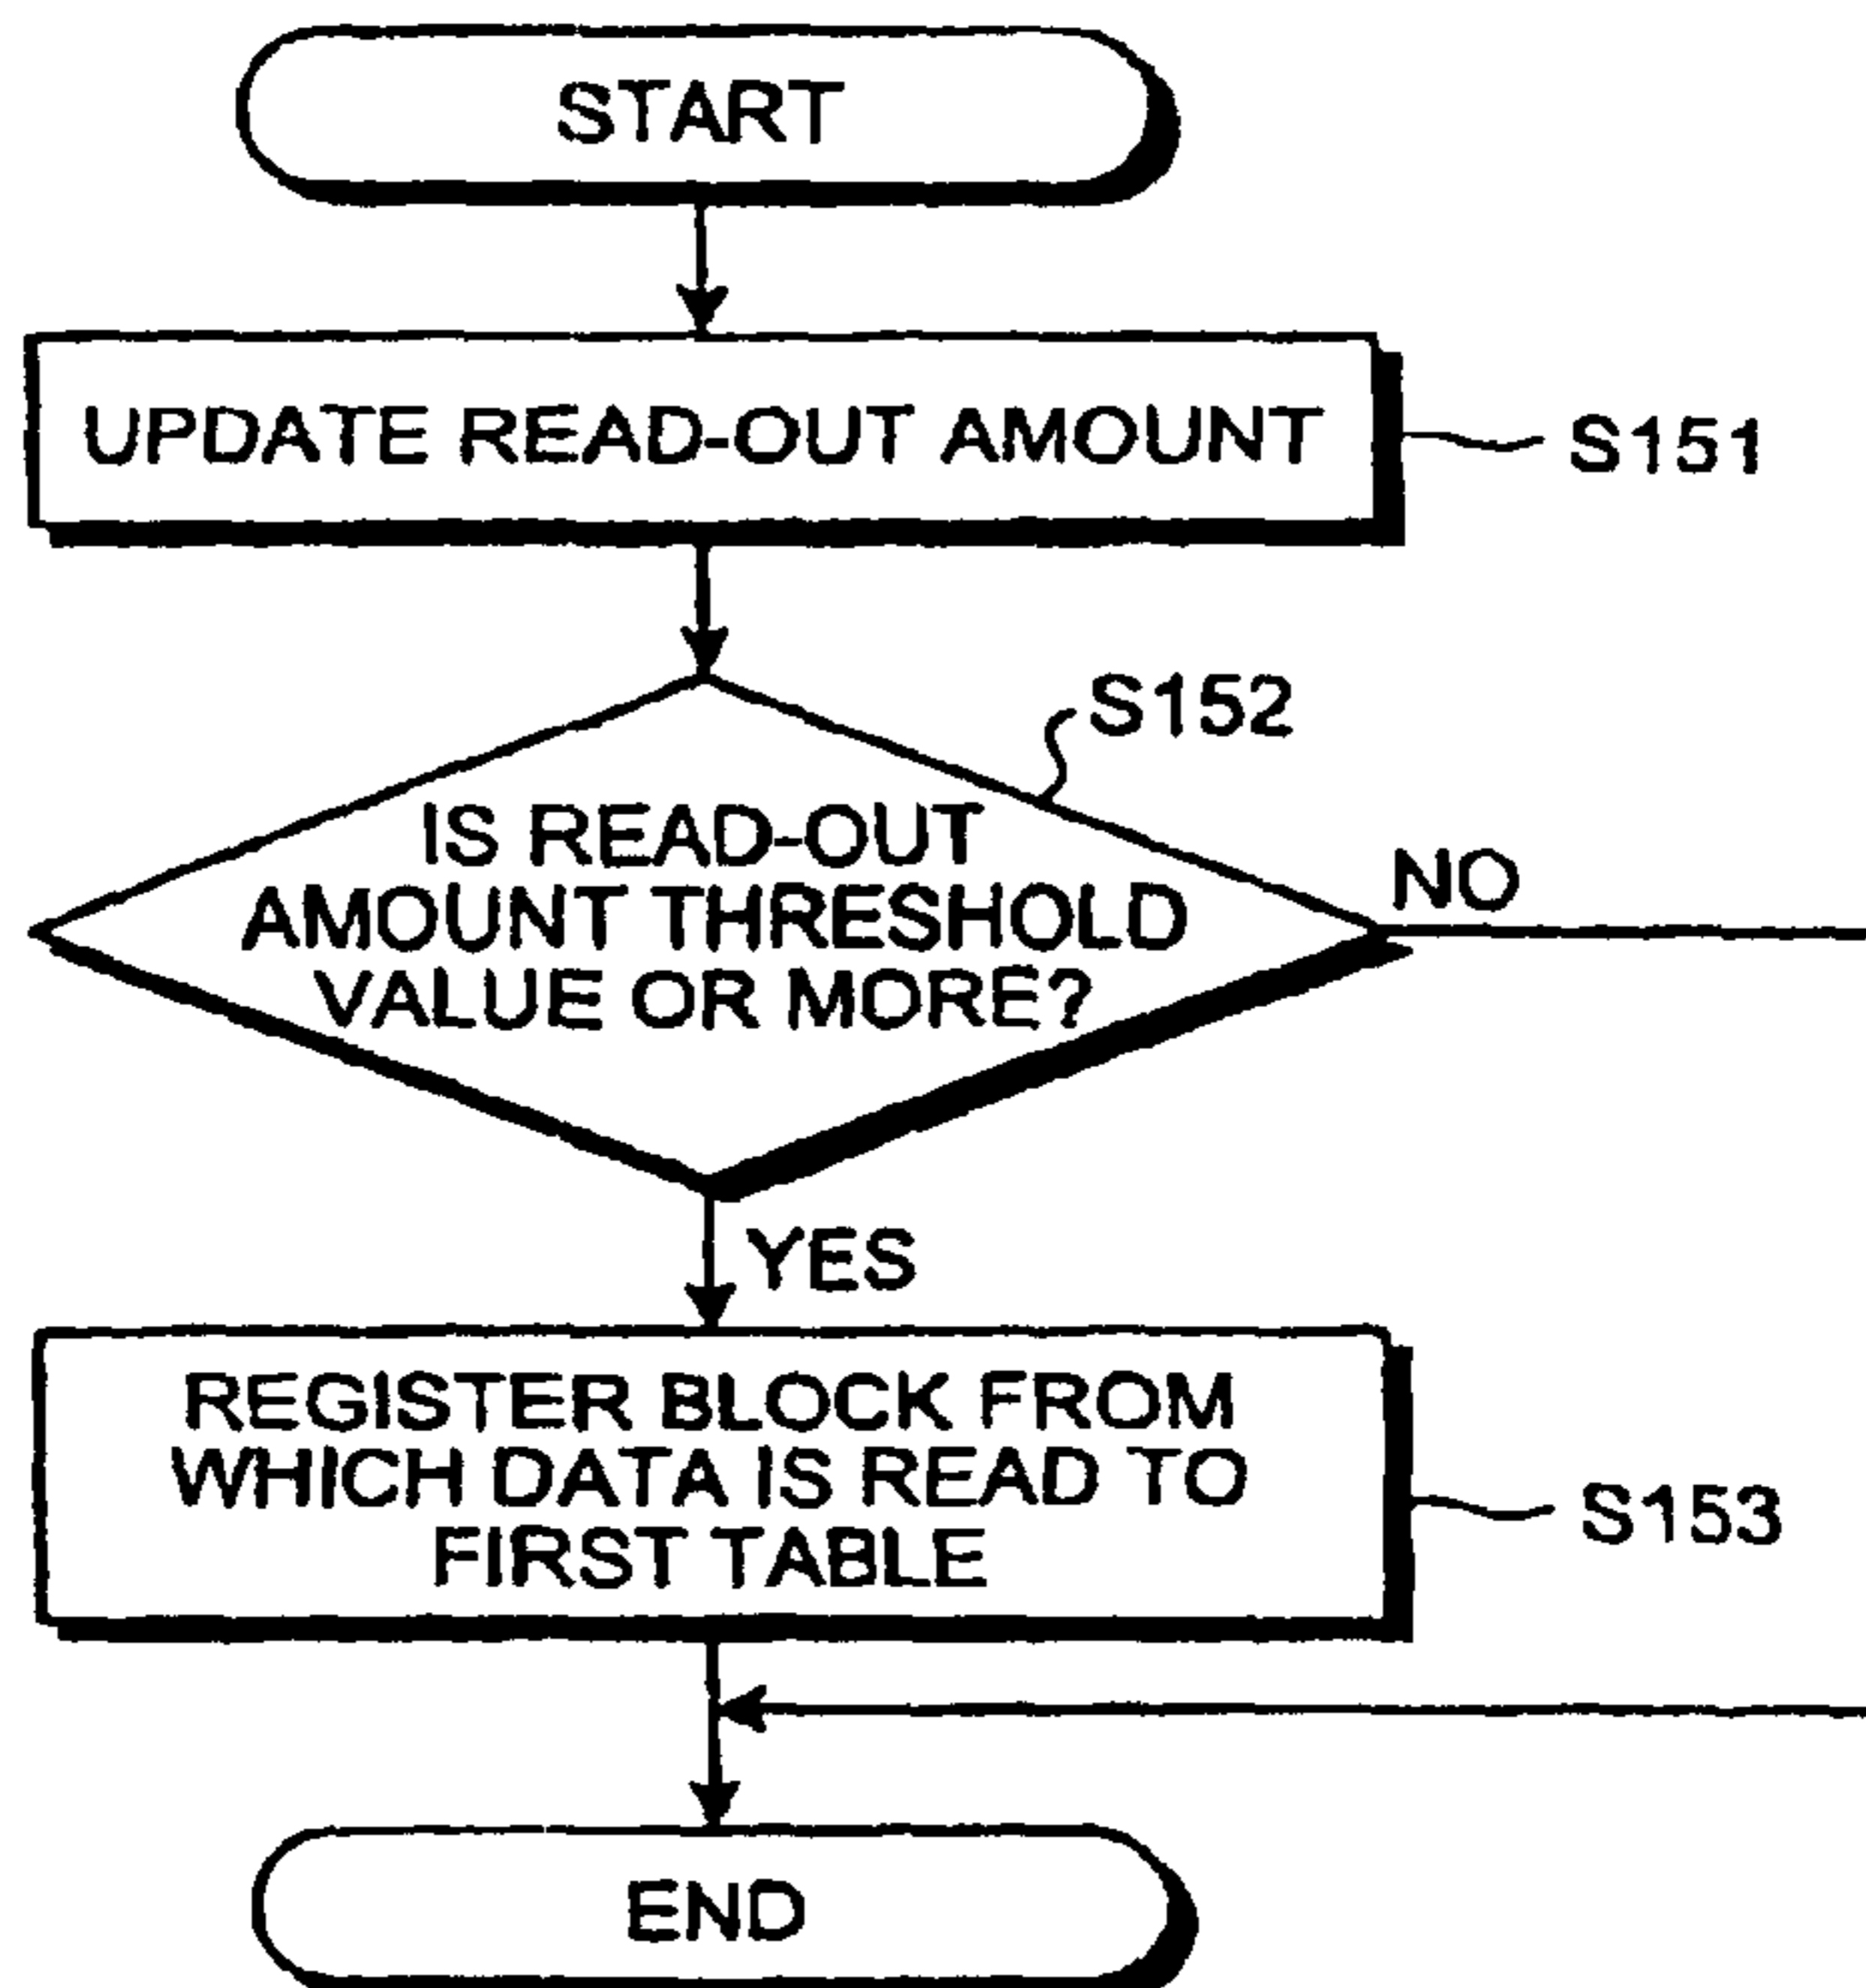 START
UPDATE READ-OUT AMOUNT
S151
S152
IS READ-OUT
AMOUNT THRESHOLD
VALUE OR MORE?
NO
YES
REGISTER BLOCK FROM
WHICH DATA IS READ TO
FIRST TABLE
S153
END